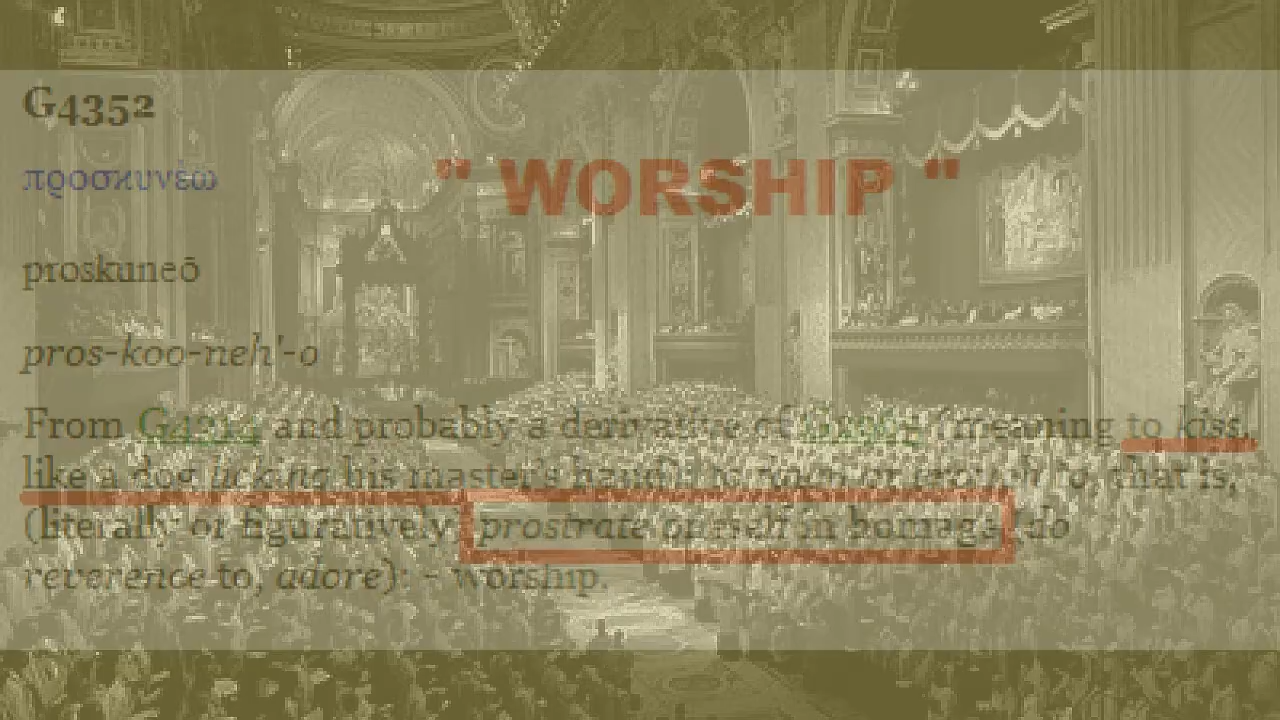 G4352
" WORSHIP "
προσκυνέω
proskuneō
pros-koo-neh'-o
From G4314 and probably a derivative of (meaning to kiss,
like a dog licking his master's hand); to or crouch to, that is,
(literally or figuratively) prostrate oneself in homage (do
reverence to, adore): - worship.